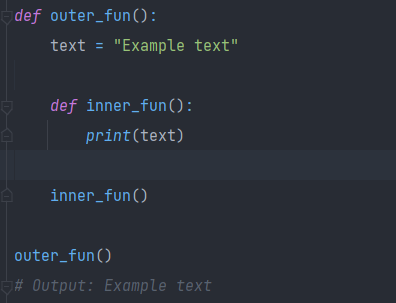 def outer_fun():
    text = "Example text"
    def inner_fun():
        print(text)
    inner_fun()
outer_fun()
# Output: Example text